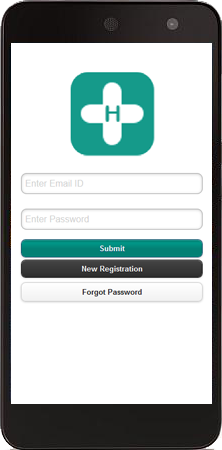 H
Enter Email ID
Enter Password
Submit
New Registration
Forgot Password